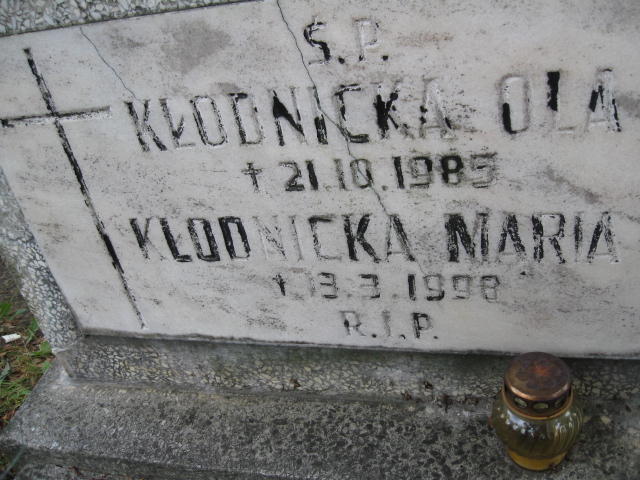 Ś.P.
KŁODNICKA OLA
† 21.10.1985
KŁODNICKA MARIA
† 13.3.1998
R.I.P.